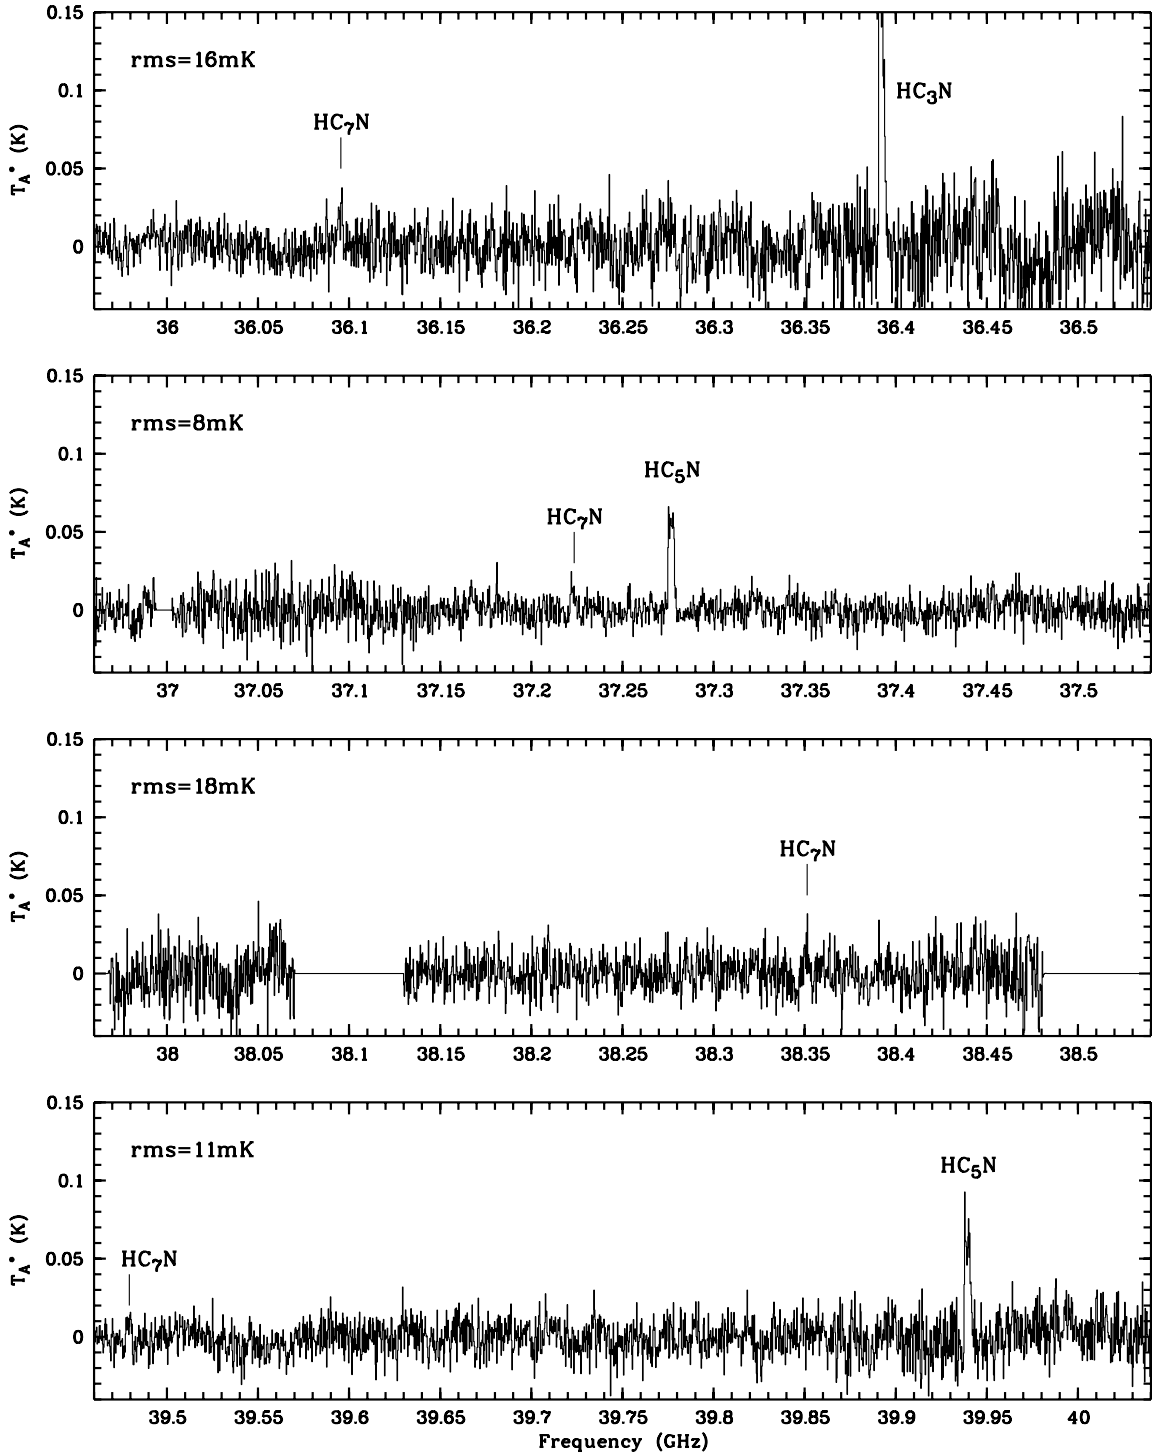 0.15
rms=16mK
HC3N
0.1
HC7N
TA* (K)
0.05
0
36 36.05 36.1 36.15 36.2 36.25 36.3 36.35 36.4 36.45 36.5
0.15
rms=8mK
0.1
HC5N
HC7N
TA* (K)
0.05
0
37 37.05 37.1 37.15 37.2 37.25 37.3 37.35 37.4 37.45 37.5
0.15
rms=18mK
0.1
HC7N
TA* (K)
0.05
0
38 38.05 38.1 38.15 38.2 38.25 38.3 38.35 38.4 38.45 38.5
0.15
rms=11mK
0.1
HC5N
TA* (K)
0.05
HC7N
0
39.5 39.55 39.6 39.65 39.7 39.75 39.8 39.85 39.9 39.95 40
Frequency (GHz)